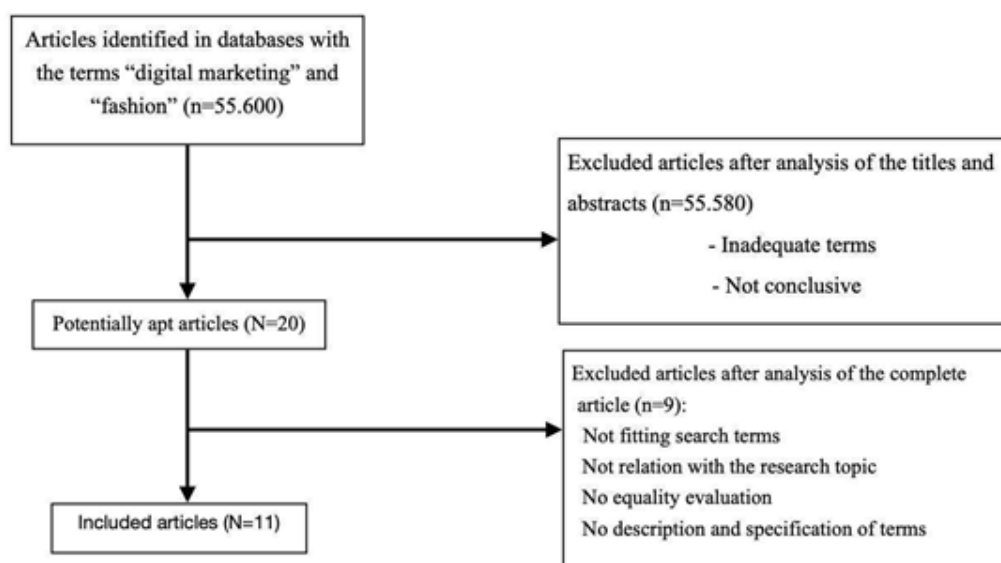 Articles identified in databases with
the terms “digital marketing” and
“fashion” (n=55.600)
Excluded articles after analysis of the titles and
abstracts (n=55.580)
- Inadequate terms
- Not conclusive
Potentially apt articles (N=20)
Excluded articles after analysis of the complete
article (n=9):
Not fitting search terms
Not relation with the research topic
No equality evaluation
No description and specification of terms
Included articles (N=11)